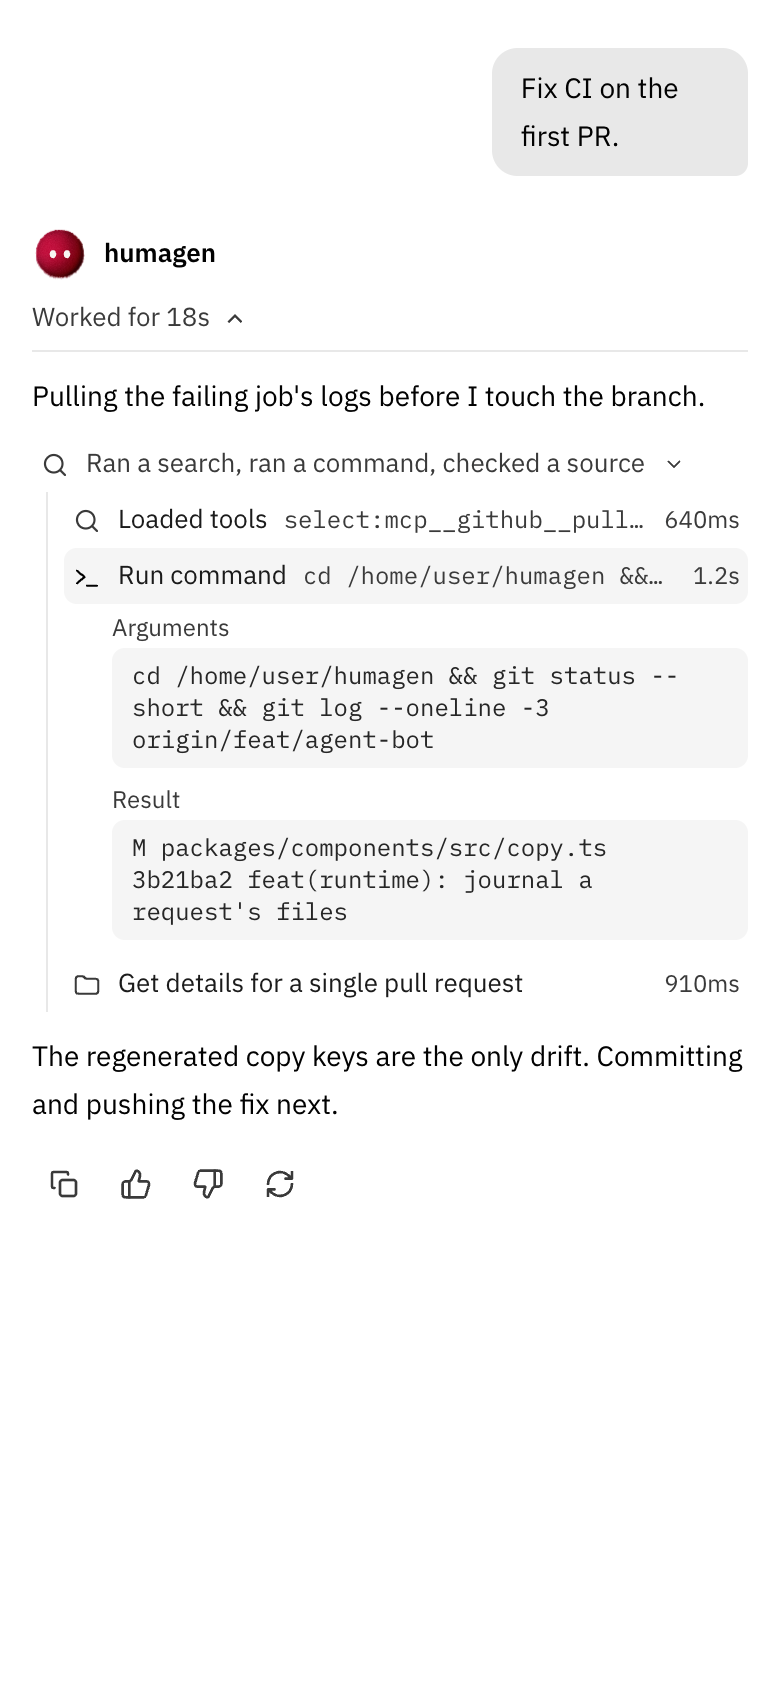 Fix CI on the
first PR.
humagen
Worked for 18s
Pulling the failing job's logs before I touch the branch.
Ran a search, ran a command, checked a source
Loaded tools select:mcp__github__pull… 640ms
Run command cd /home/user/humagen &&… 1.2s
Arguments
cd /home/user/humagen && git status --
short && git log --oneline -3
origin/feat/agent-bot
Result
M packages/components/src/copy.ts
3b21ba2 feat(runtime): journal a
request's files
Get details for a single pull request 910ms
The regenerated copy keys are the only drift. Committing
and pushing the fix next.